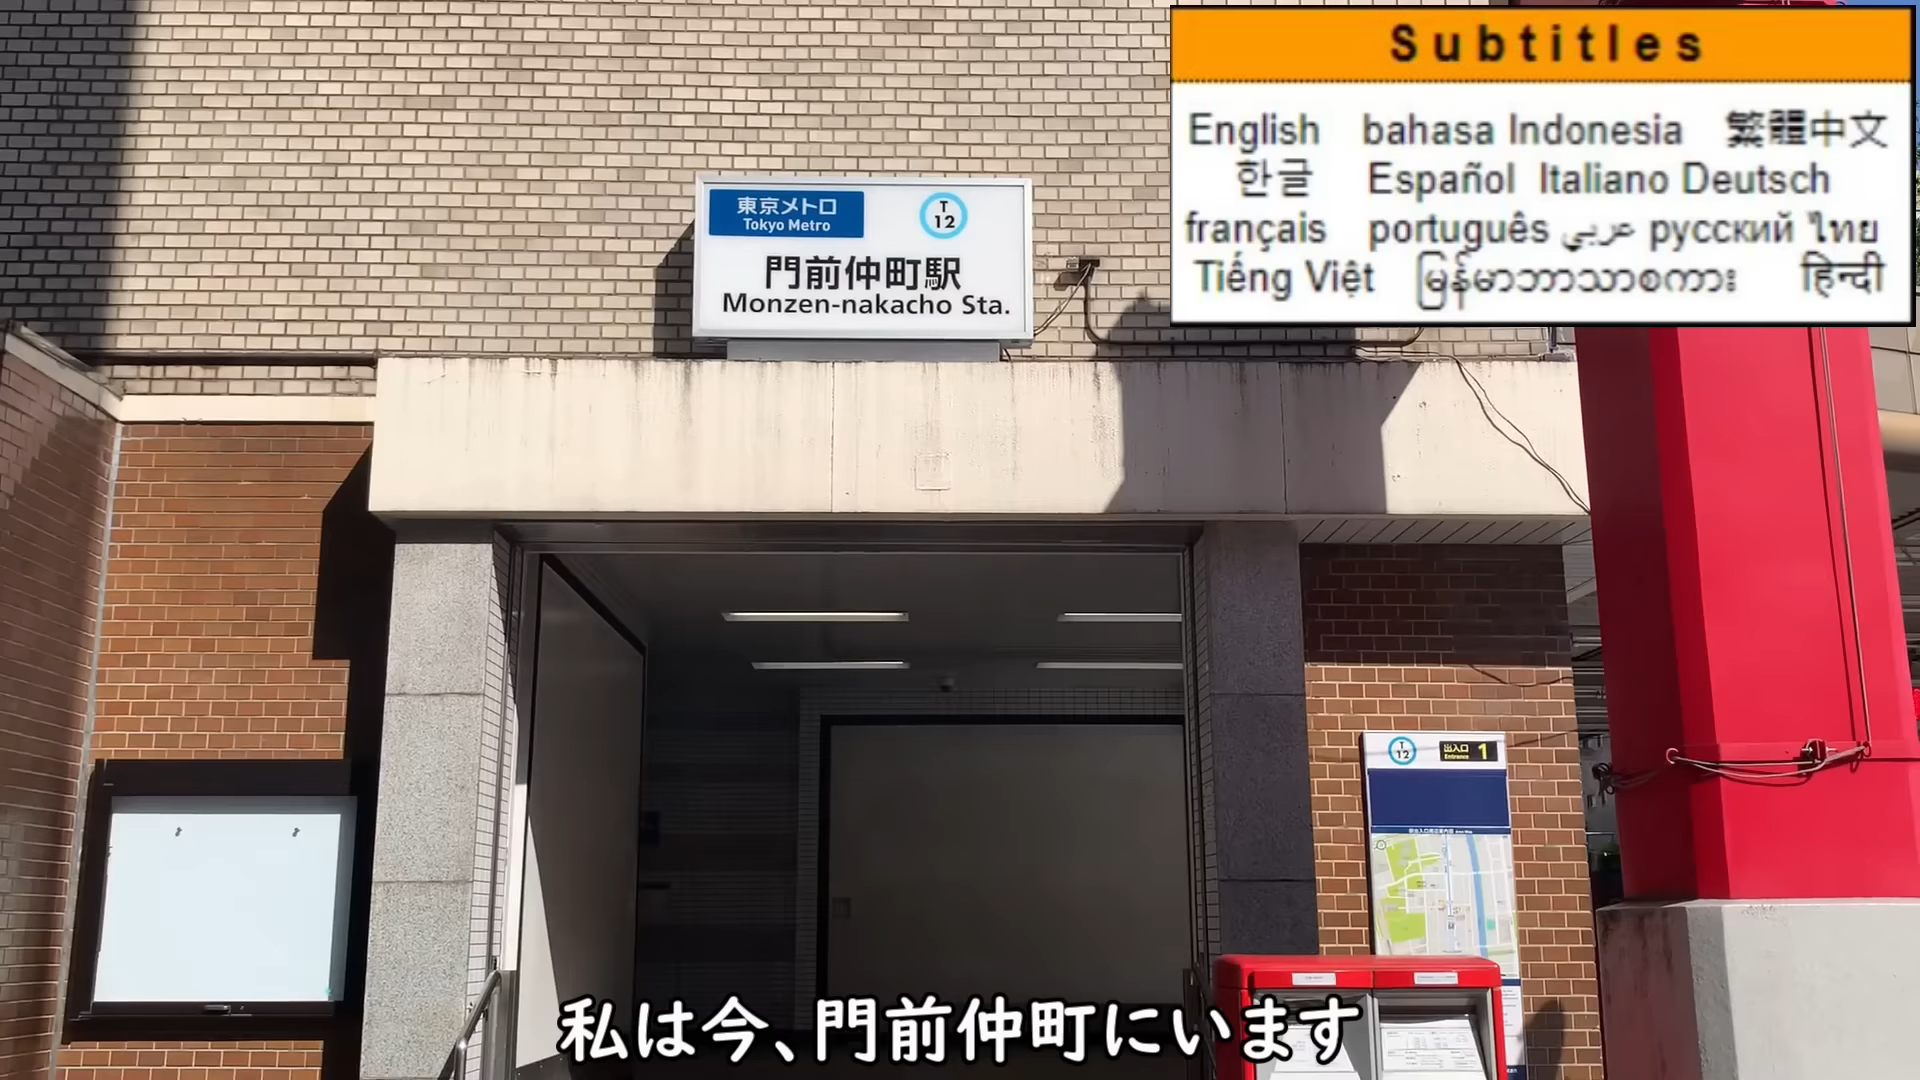 Subtitles
English bahasa Indonesia 繁體中文
한글 Español Italiano Deutsch
français português عربي русский ไทย
Tiếng Việt မြန်မာဘာသာစကား हिन्दी
東京メトロ
Tokyo Metro
T
12
門前仲町駅
Monzen-nakacho Sta.
T
12
出入口
Entrance
1
私は今、門前仲町にいます